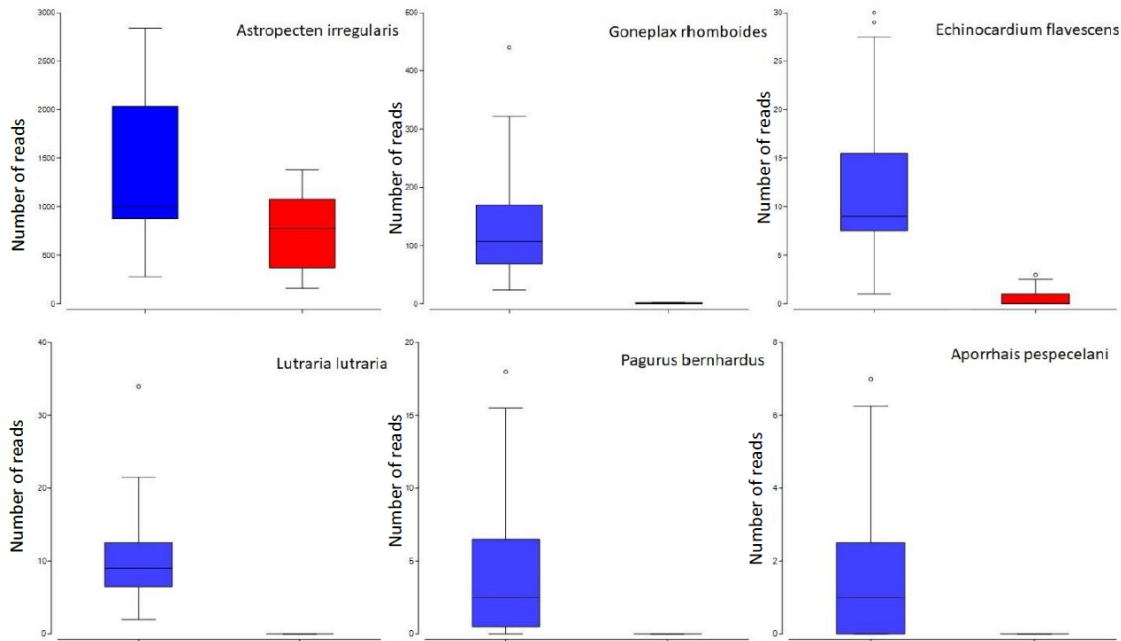 Astropecten irregularis
Number of reads
3000
2500
2000
1500
1000
500
0
Goneplax rhomboides
Number of reads
600
400
300
200
100
0
Echinocardium flavescens
Number of reads
30
25
20
15
10
5
0
Lutraria lutraria
Number of reads
40
30
20
10
0
Pagurus bernhardus
Number of reads
20
15
10
5
0
Aporrhais pespecelani
Number of reads
8
6
4
2
0